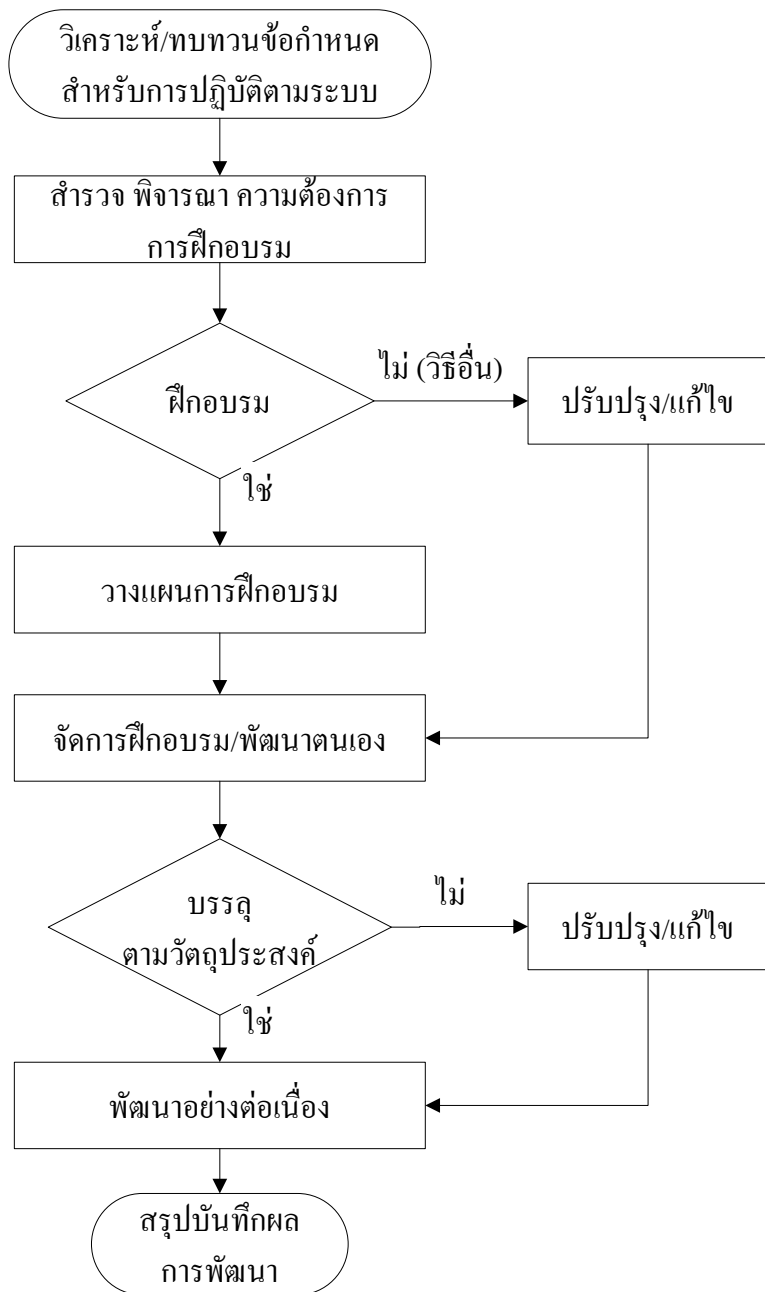 วิเคราะห์/ทบทวนข้อกำหนด
สำหรับการปฏิบัติตามระบบ
สำรวจ พิจารณา ความต้องการ
การฝึกอบรม
ฝึกอบรม
ไม่ (วิธีอื่น)
ปรับปรุง/แก้ไข
ใช่
วางแผนการฝึกอบรม
จัดการฝึกอบรม/พัฒนาตนเอง
บรรลุ
ตามวัตถุประสงค์
ไม่
ปรับปรุง/แก้ไข
ใช่
พัฒนาอย่างต่อเนื่อง
สรุปบันทึกผล
การพัฒนา